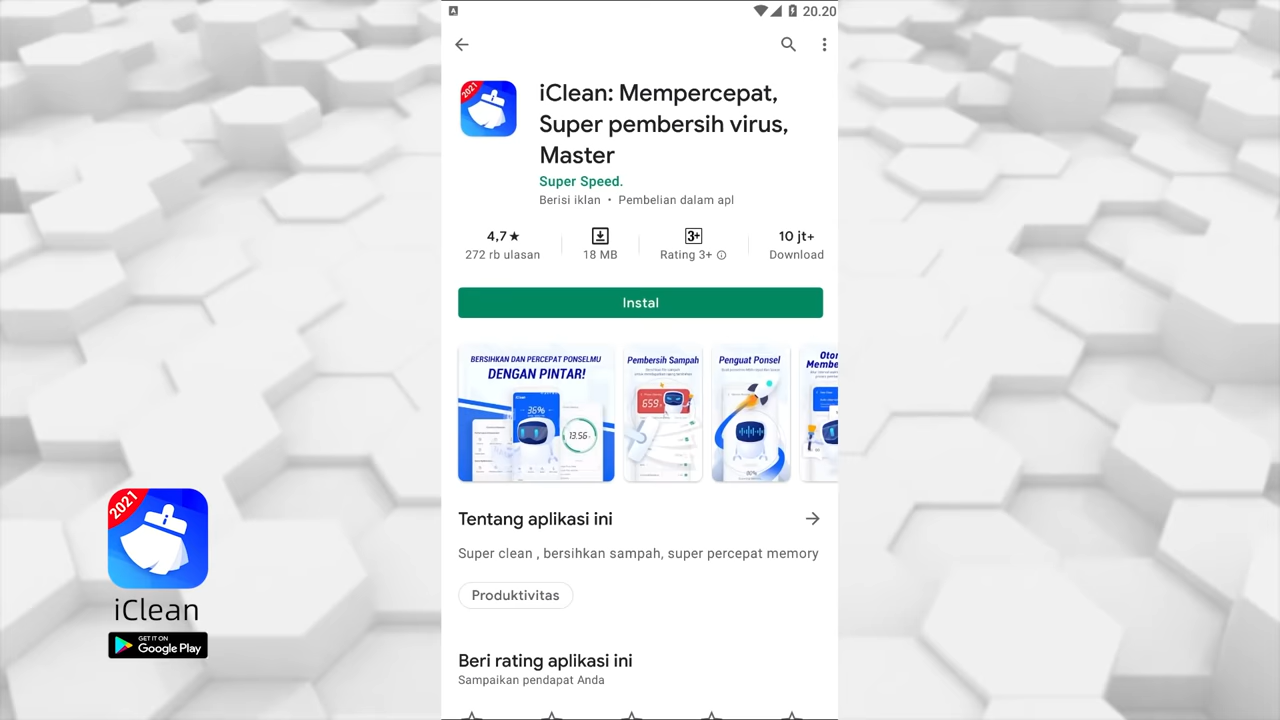 A
20.20
2021
iClean: Mempercepat,
Super pembersih virus,
Master
Super Speed.
Berisi iklan • Pembelian dalam apl
4,7★
272 rb ulasan
18 MB
3+
Rating 3+
10 jt+
Download
Instal
BERSIHKAN DAN PERCEPAT PONSELMU
DENGAN PINTAR!
36%
13.56
Pembersih Sampah
659
Penguat Ponsel
80%
Tentang aplikasi ini
Super clean , bersihkan sampah, super percepat memory
Produktivitas
Beri rating aplikasi ini
Sampaikan pendapat Anda
2021
iClean
GET IT ON
Google Play